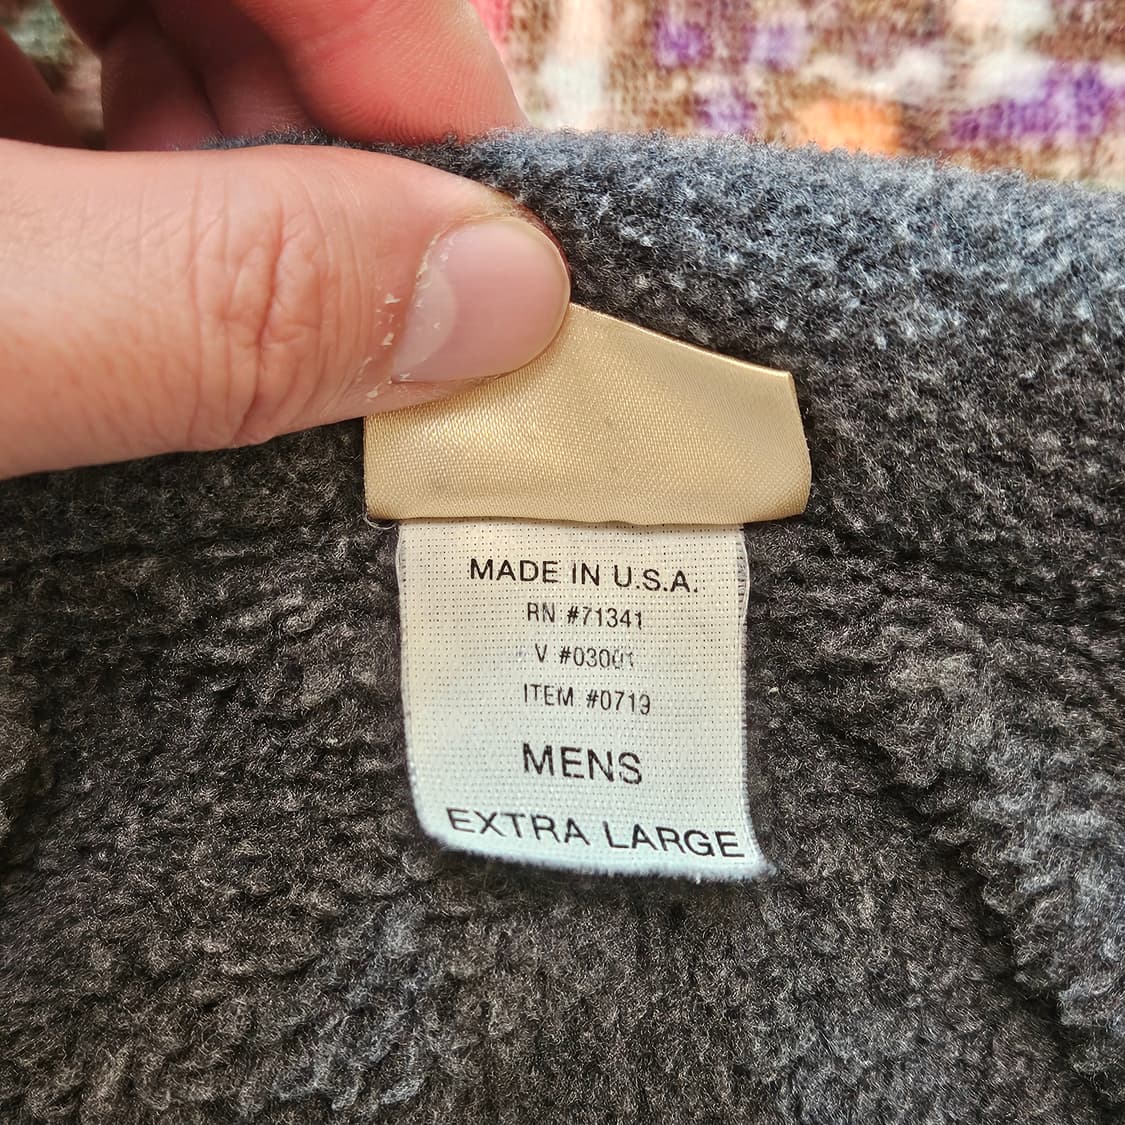 MADE IN U.S.A.
RN #71341
V #03001
ITEM #0719
MENS
EXTRA LARGE